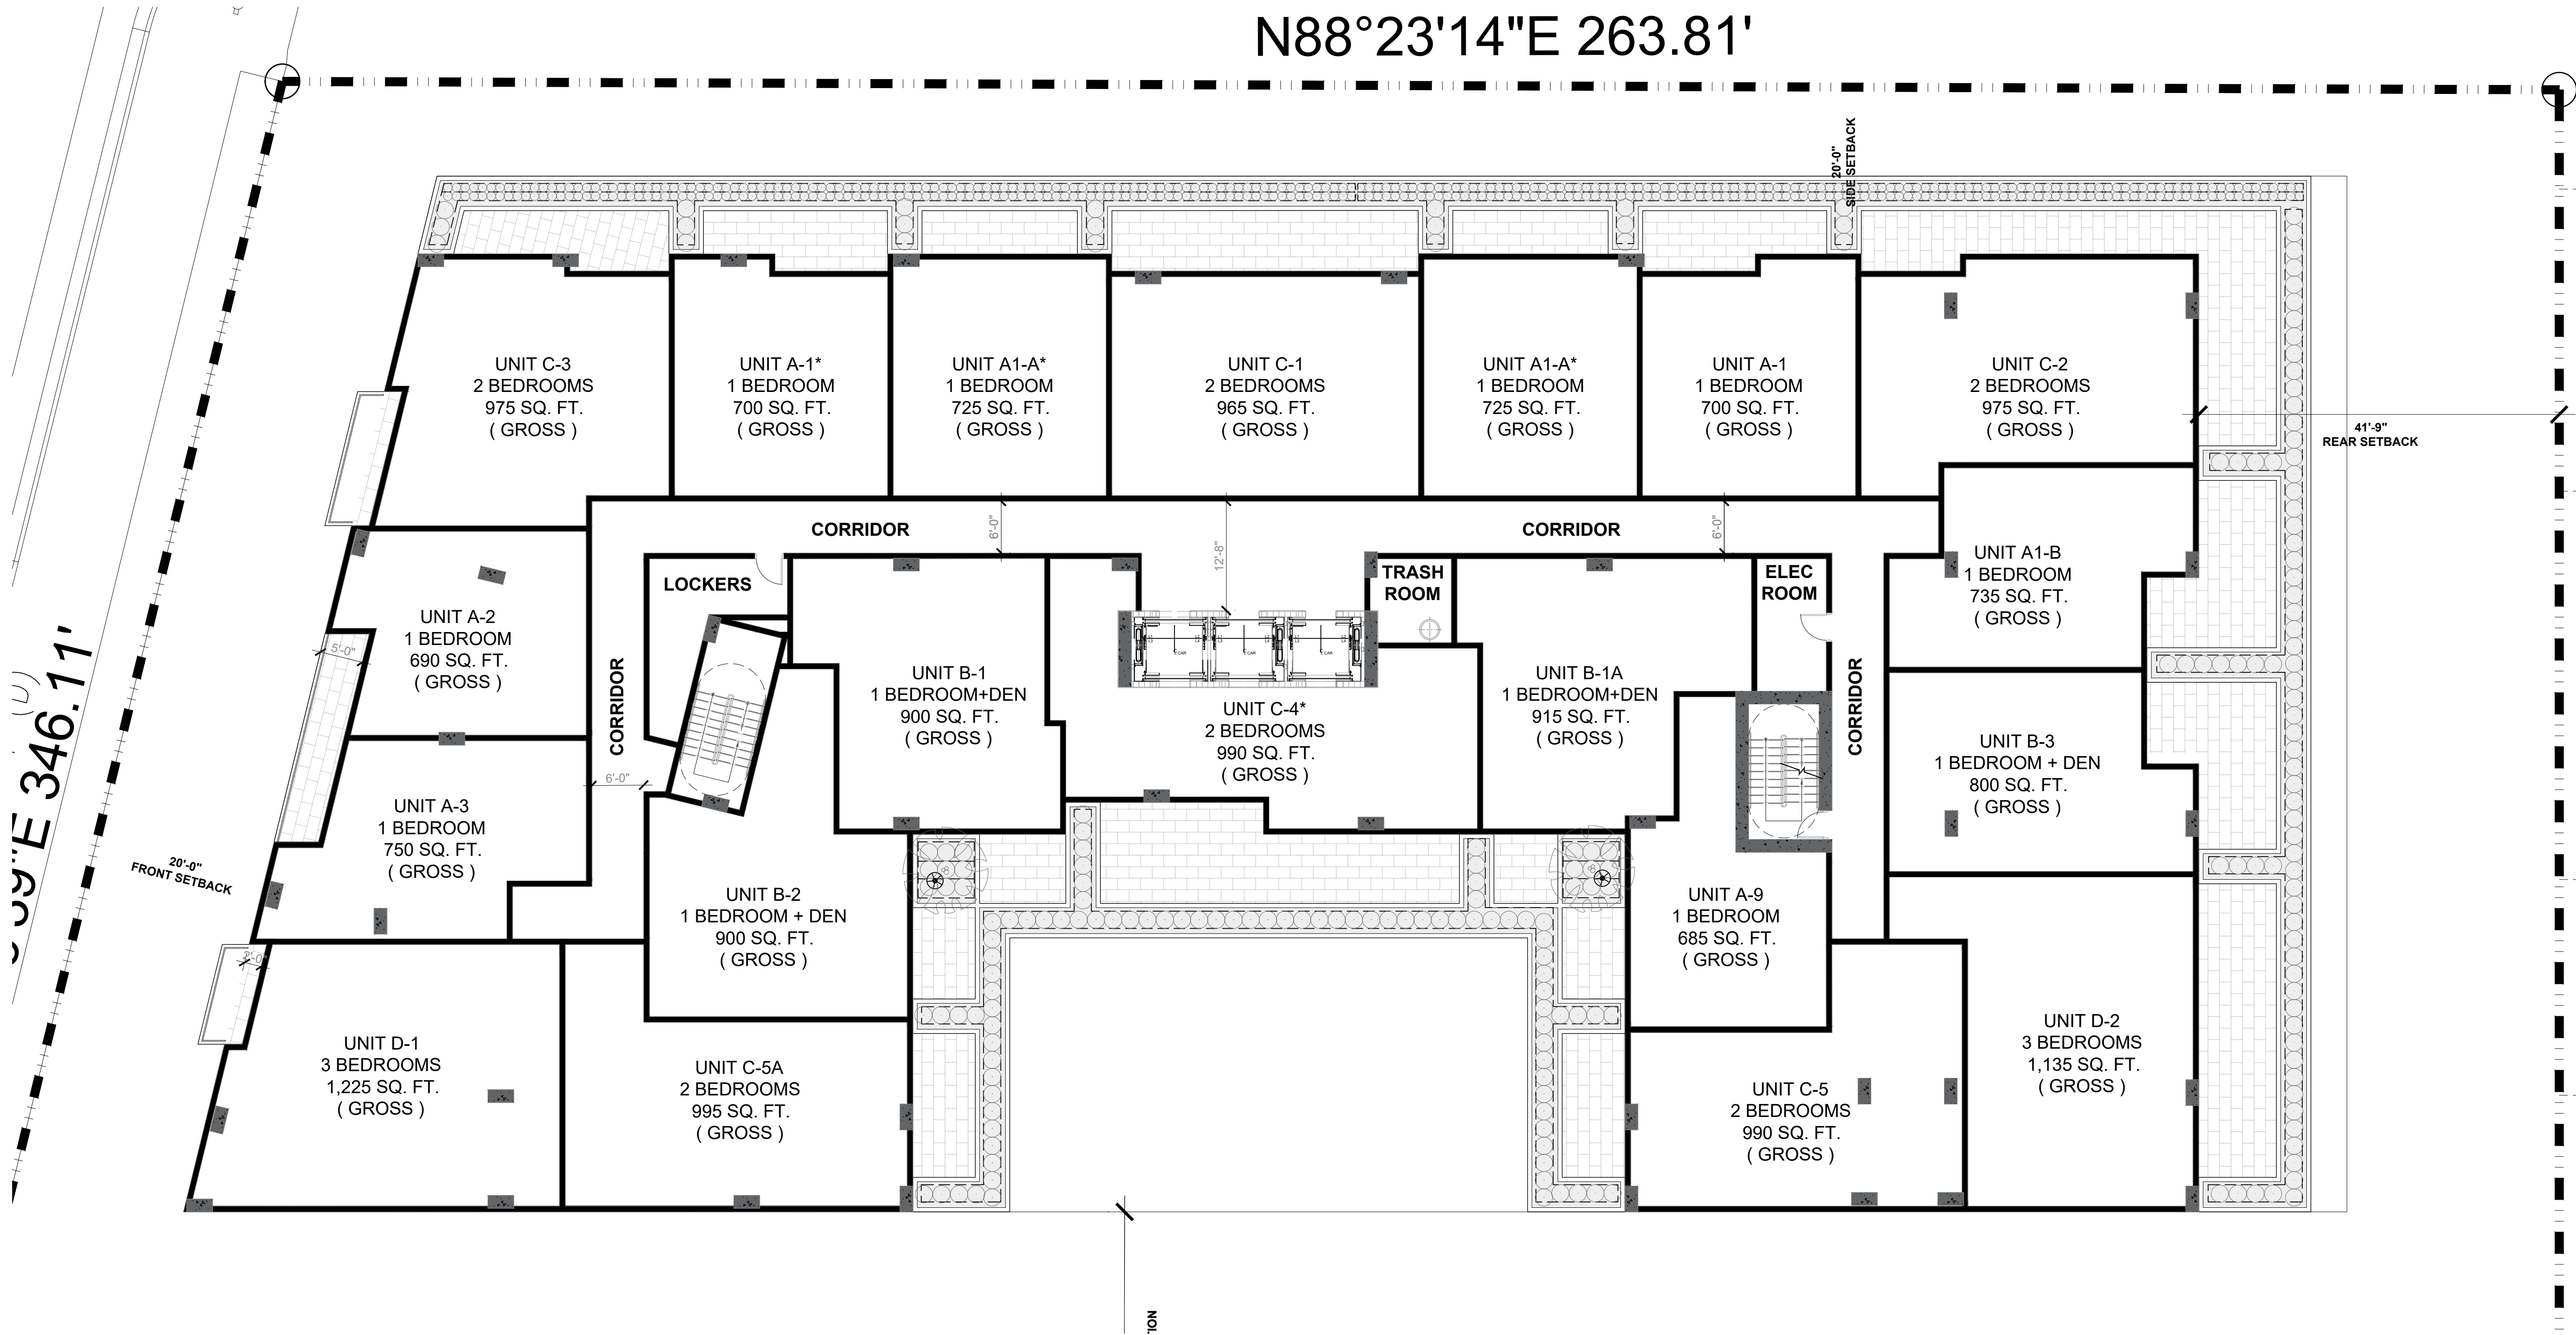 N88°23'14"E 263.81'
20'-0"
SIDE SETBACK
UNIT C-3
2 BEDROOMS
975 SQ. FT.
( GROSS )
UNIT A-1*
1 BEDROOM
700 SQ. FT.
( GROSS )
UNIT A1-A*
1 BEDROOM
725 SQ. FT.
( GROSS )
UNIT C-1
2 BEDROOMS
965 SQ. FT.
( GROSS )
UNIT A1-A*
1 BEDROOM
725 SQ. FT.
( GROSS )
UNIT A-1
1 BEDROOM
700 SQ. FT.
( GROSS )
UNIT C-2
2 BEDROOMS
975 SQ. FT.
( GROSS )
41'-9"
REAR SETBACK
CORRIDOR
6'-0"
12'-8"
CORRIDOR
6'-0"
LOCKERS
TRASH
ROOM
ELEC
ROOM
UNIT A1-B
1 BEDROOM
735 SQ. FT.
( GROSS )
UNIT A-2
1 BEDROOM
690 SQ. FT.
( GROSS )
5'-0"
CORRIDOR
6'-0"
UNIT B-1
1 BEDROOM+DEN
900 SQ. FT.
( GROSS )
CAR
CAR
CAR
UNIT C-4*
2 BEDROOMS
990 SQ. FT.
( GROSS )
UNIT B-1A
1 BEDROOM+DEN
915 SQ. FT.
( GROSS )
CORRIDOR
UNIT B-3
1 BEDROOM + DEN
800 SQ. FT.
( GROSS )
"E 346.11'
UNIT A-3
1 BEDROOM
750 SQ. FT.
( GROSS )
20'-0"
FRONT SETBACK
UNIT B-2
1 BEDROOM + DEN
900 SQ. FT.
( GROSS )
UNIT A-9
1 BEDROOM
685 SQ. FT.
( GROSS )
2'-0"
UNIT D-1
3 BEDROOMS
1,225 SQ. FT.
( GROSS )
UNIT C-5A
2 BEDROOMS
995 SQ. FT.
( GROSS )
UNIT C-5
2 BEDROOMS
990 SQ. FT.
( GROSS )
UNIT D-2
3 BEDROOMS
1,135 SQ. FT.
( GROSS )
TION